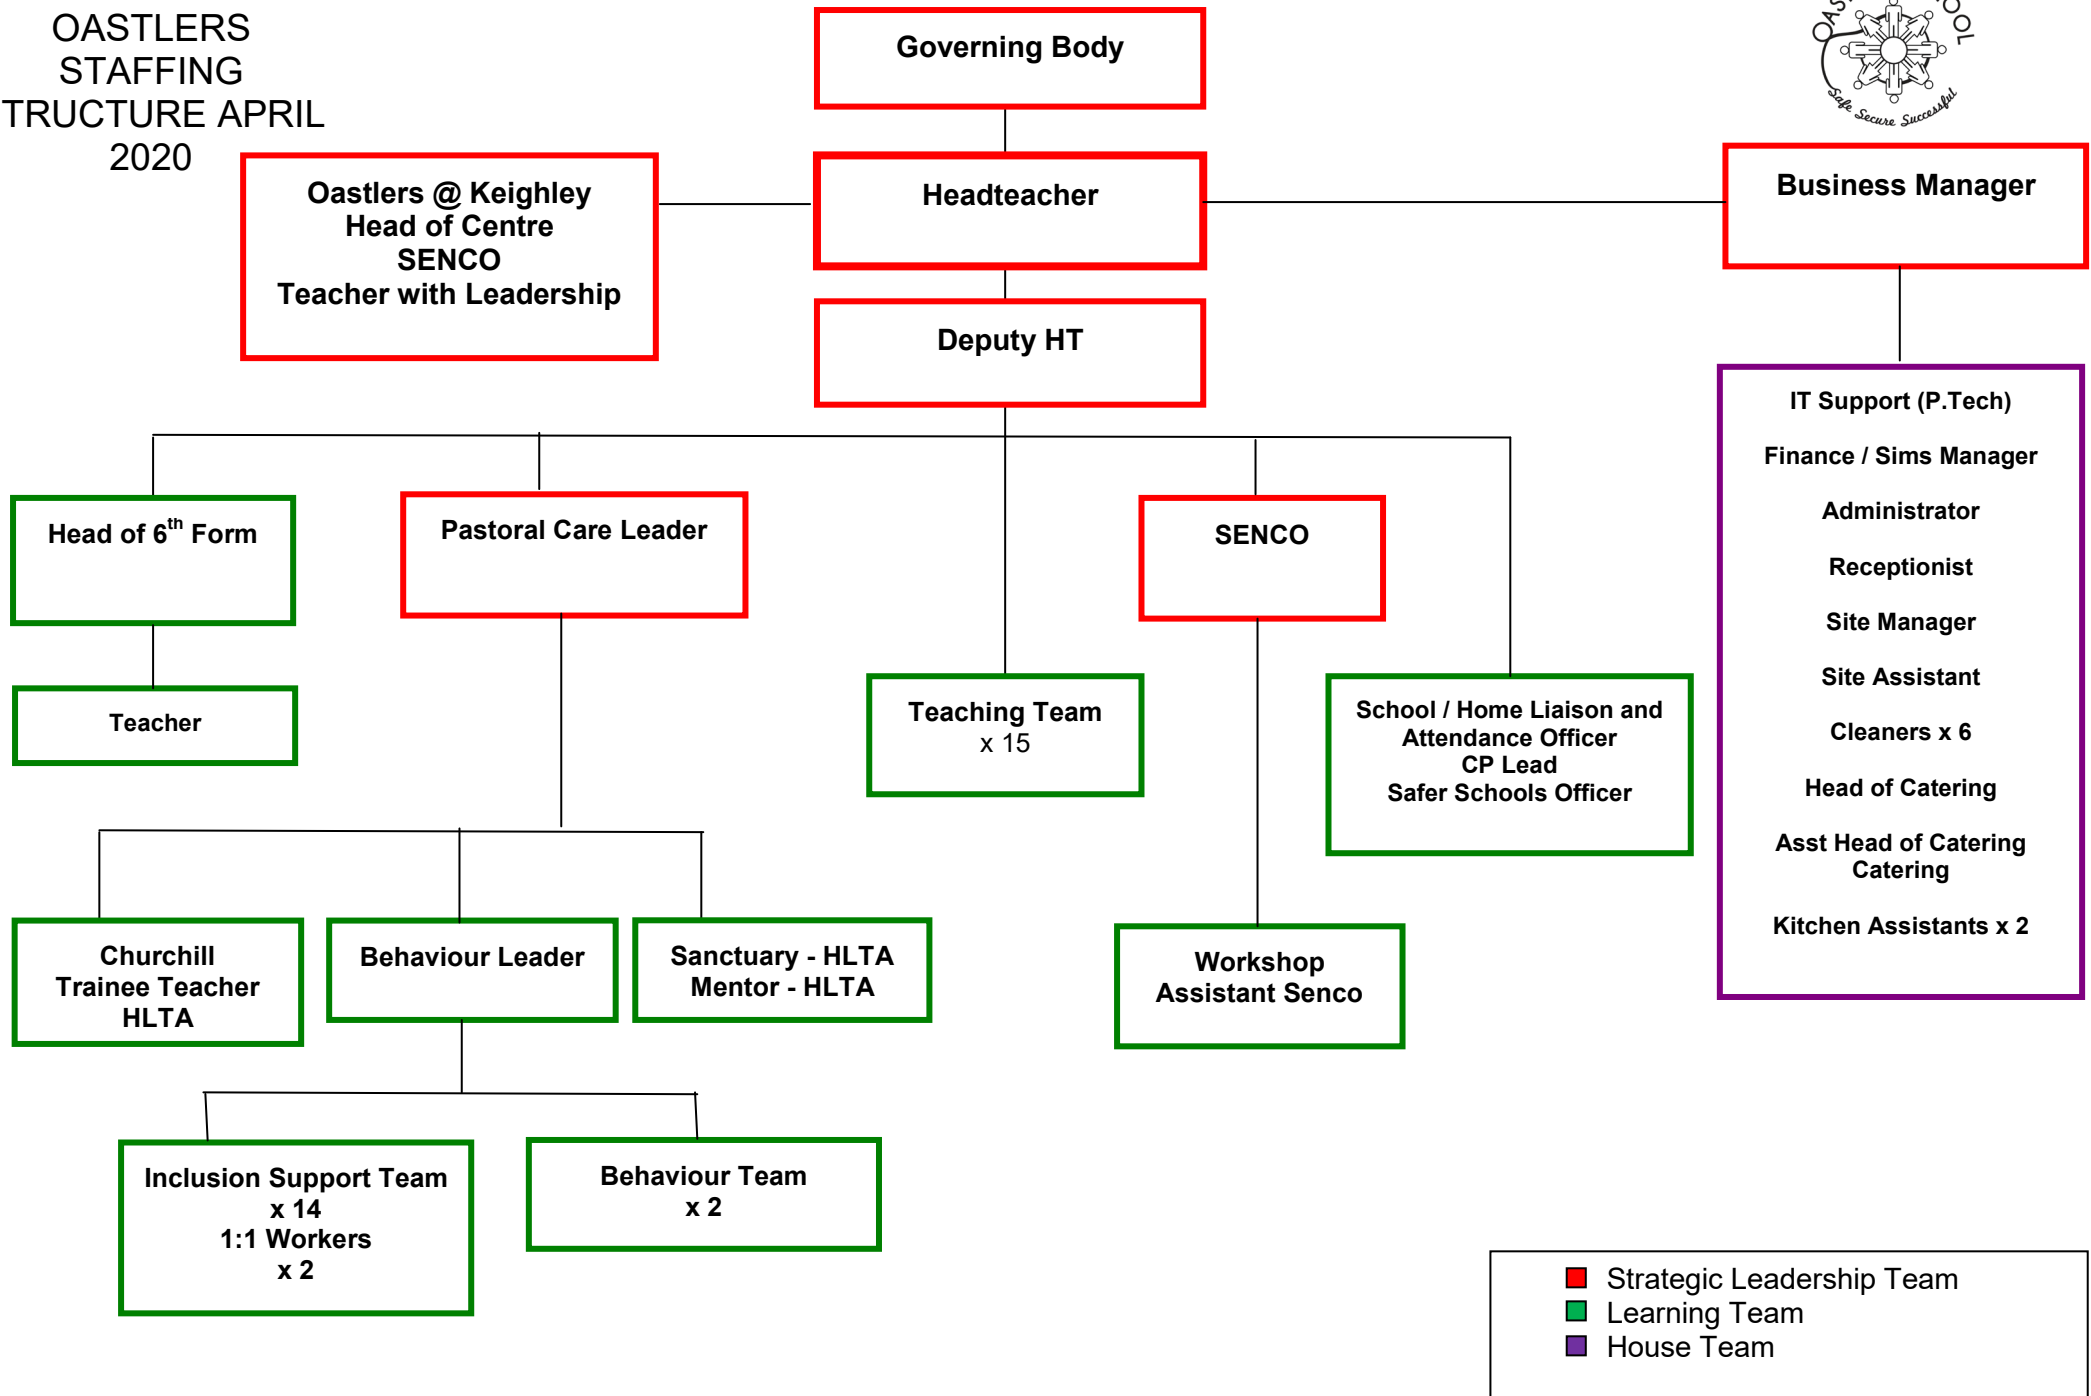 OASTLERS
STAFFING
TRUCTURE APRIL
2020
Safe Secure Successful
Governing Body
Oastlers @ Keighley
Head of Centre
SENCO
Teacher with Leadership
Headteacher
Business Manager
Deputy HT
Head of 6th Form
Pastoral Care Leader
SENCO
Teacher
Teaching Team
x 15
School / Home Liaison and
Attendance Officer
CP Lead
Safer Schools Officer
IT Support (P.Tech)
Finance / Sims Manager
Administrator
Receptionist
Site Manager
Site Assistant
Cleaners x 6
Head of Catering
Asst Head of Catering
Catering
Kitchen Assistants x 2
Churchill
Trainee Teacher
HLTA
Behaviour Leader
Sanctuary - HLTA
Mentor - HLTA
Workshop
Assistant Senco
Inclusion Support Team
x 14
1:1 Workers
x 2
Behaviour Team
x 2
Strategic Leadership Team
Learning Team
House Team